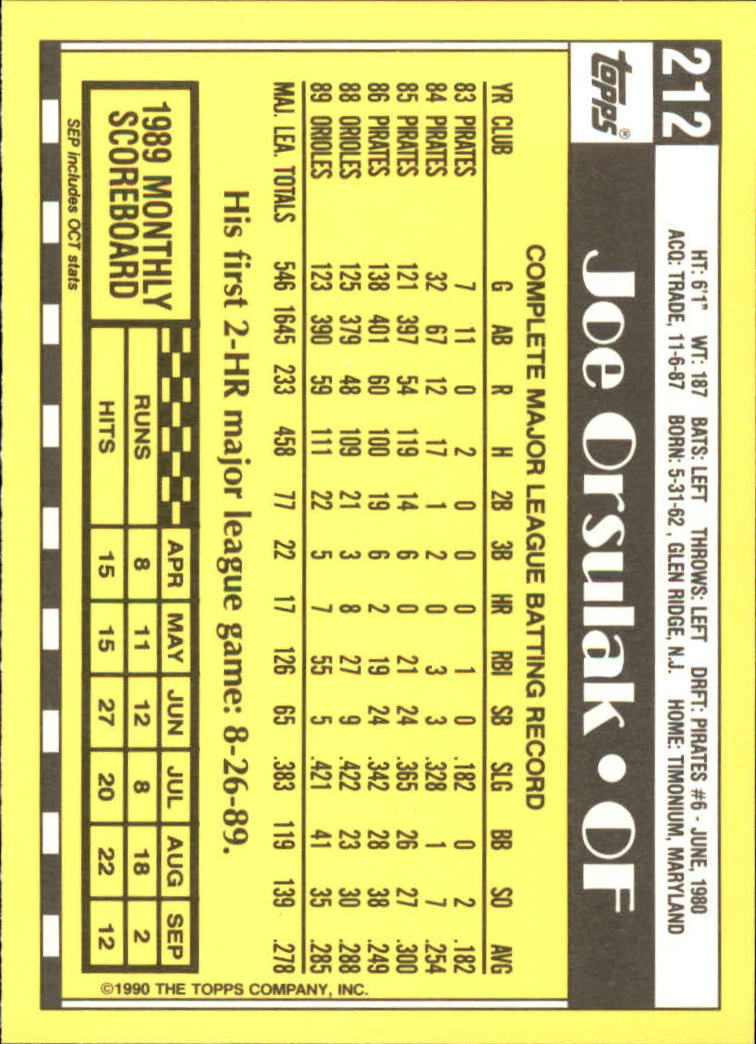 212
topps®
HT: 6'1" WT: 187 BATS: LEFT THROWS: LEFT DRFT: PIRATES #6 - JUNE, 1980
ACQ: TRADE, 11-6-87 BORN: 5-31-62 , GLEN RIDGE, N.J. HOME: TIMONIUM, MARYLAND
Joe Orsulak • OF
COMPLETE MAJOR LEAGUE BATTING RECORD
YR CLUB G AB R H 2B 3B HR RBI SB SLG BB SO AVG
83 PIRATES 7 11 0 2 0 0 0 1 0 .182 0 2 .182
84 PIRATES 32 67 12 17 1 2 0 3 3 .328 1 7 .254
85 PIRATES 121 397 54 119 14 6 0 21 24 .365 26 27 .300
86 PIRATES 138 401 60 100 19 6 2 19 24 .342 28 38 .249
88 ORIOLES 125 379 48 109 21 3 8 27 9 .422 23 30 .288
89 ORIOLES 123 390 59 111 22 5 7 55 5 .421 41 35 .285
MAJ. LEA. TOTALS 546 1645 233 458 77 22 17 126 65 .383 119 139 .278
His first 2-HR major league game: 8-26-89.
1989 MONTHLY
SCOREBOARD
APR MAY JUN JUL AUG SEP
RUNS 8 11 12 8 18 2
HITS 15 15 27 20 22 12
SEP includes OCT stats
©1990 THE TOPPS COMPANY, INC.